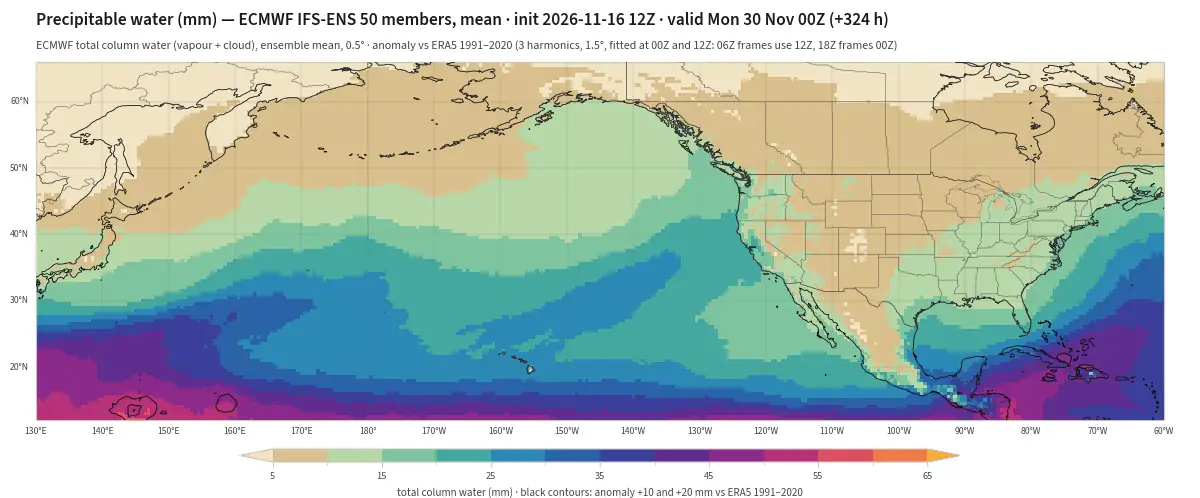 Precipitable water (mm) — ECMWF IFS-ENS 50 members, mean · init 2026-11-16 12Z · valid Mon 30 Nov 00Z (+324 h)
ECMWF total column water (vapour + cloud), ensemble mean, 0.5° · anomaly vs ERA5 1991–2020 (3 harmonics, 1.5°, fitted at 00Z and 12Z: 06Z frames use 12Z, 18Z frames 00Z)
60°N
50°N
40°N
30°N
20°N
130°E 140°E 150°E 160°E 170°E 180° 170°W 160°W 150°W 140°W 130°W 120°W 110°W 100°W 90°W 80°W 70°W 60°W
5 15 25 35 45 55 65
total column water (mm) · black contours: anomaly +10 and +20 mm vs ERA5 1991–2020